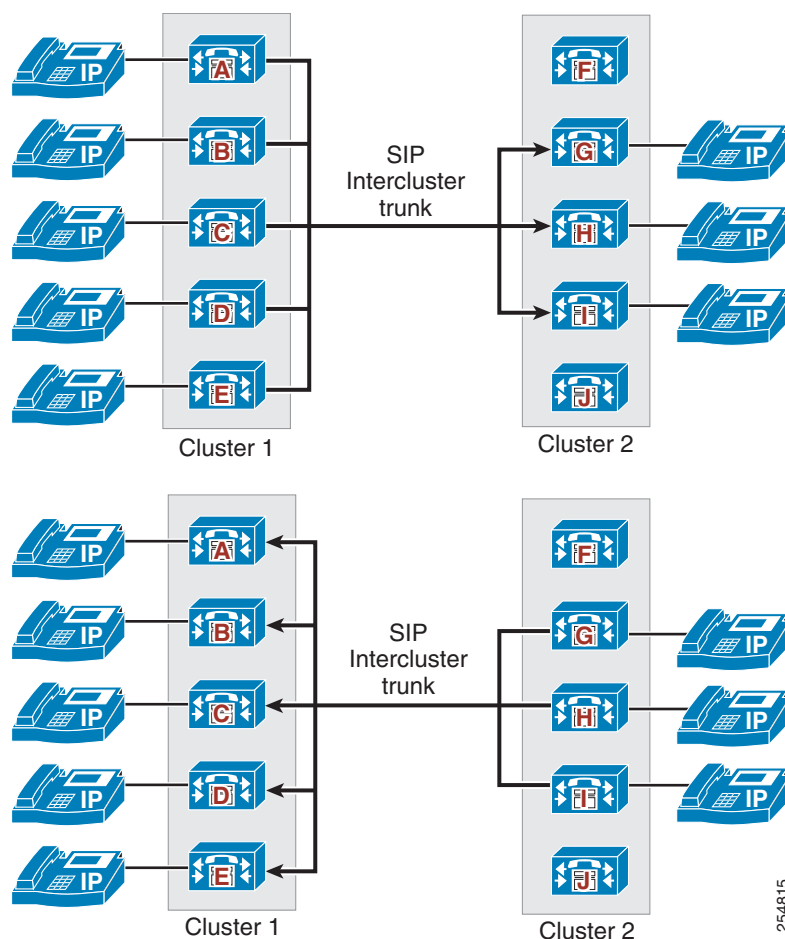 IP A F
IP B SIP G IP
Intercluster
trunk
IP C H IP
IP D I IP
IP E J
Cluster 1 Cluster 2
IP A F
IP B SIP G IP
Intercluster
trunk
IP C H IP
IP D I IP
IP E J
Cluster 1 Cluster 2
254815